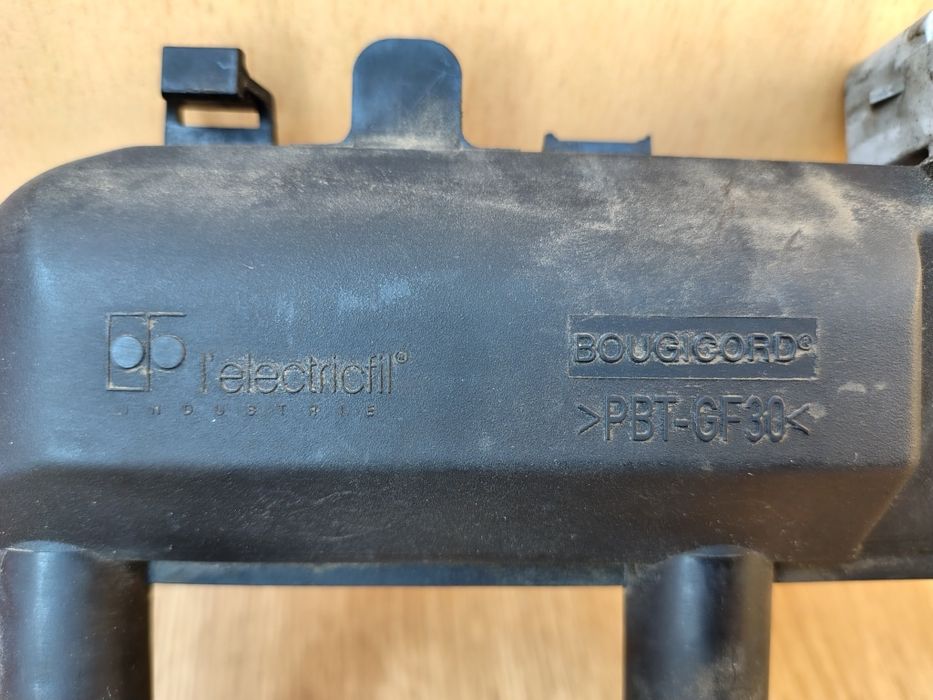 l'electricfil®
INDUSTRIE
BOUGICORD®
>PBT-GF30<